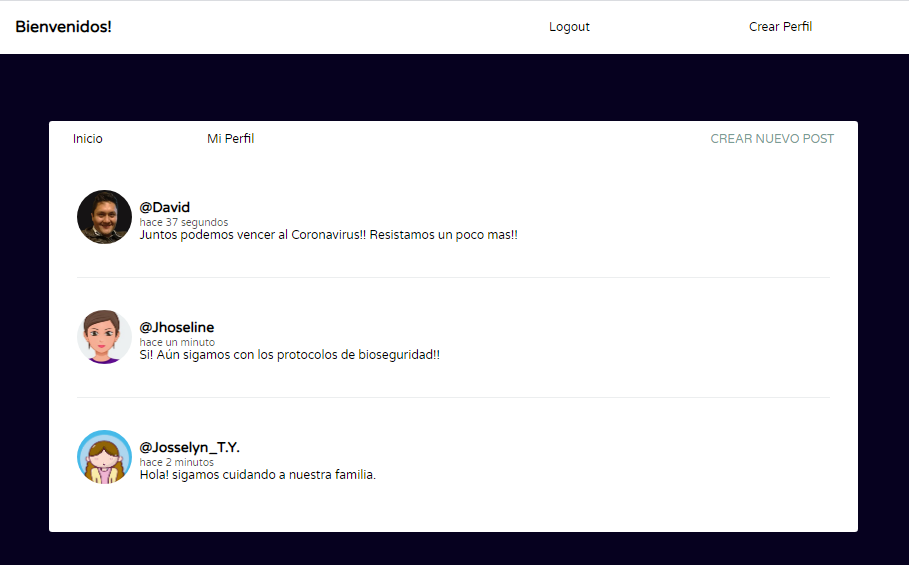 Bienvenidos!
Logout
Crear Perfil
Inicio
Mi Perfil
CREAR NUEVO POST
@David
hace 37 segundos
Juntos podemos vencer al Coronavirus!! Resistamos un poco mas!!
@Jhoseline
hace un minuto
Si! Aún sigamos con los protocolos de bioseguridad!!
@Josselyn_T.Y.
hace 2 minutos
Hola! sigamos cuidando a nuestra familia.